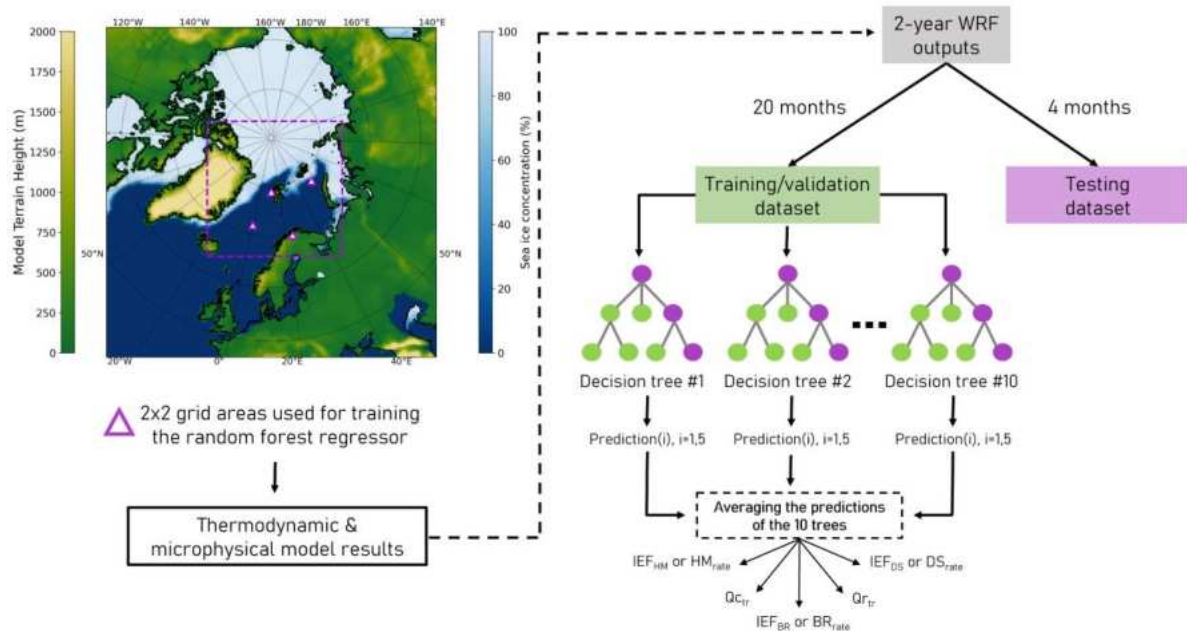 120°W
140°W
160°W
180°W
160°E
140°E
2000
1750
1500
1250
1000
750
500
250
0
Model Terrain Height (m)
50°N
50°N
20°W
0°
20°E
40°E
100
80
60
40
20
0
Sea ice concentration (%)
2x2 grid areas used for training
the random forest regressor
Thermodynamic &
microphysical model results
2-year WRF
outputs
20 months
4 months
Training/validation
dataset
Testing
dataset
Decision tree #1
Decision tree #2
Decision tree #10
Prediction(i), i=1,5
Prediction(i), i=1,5
Prediction(i), i=1,5
Averaging the predictions
of the 10 trees
IEF_HM or HM_rate
IEF_DS or DS_rate
Qc_tr
Qr_tr
IEF_BR or BR_rate